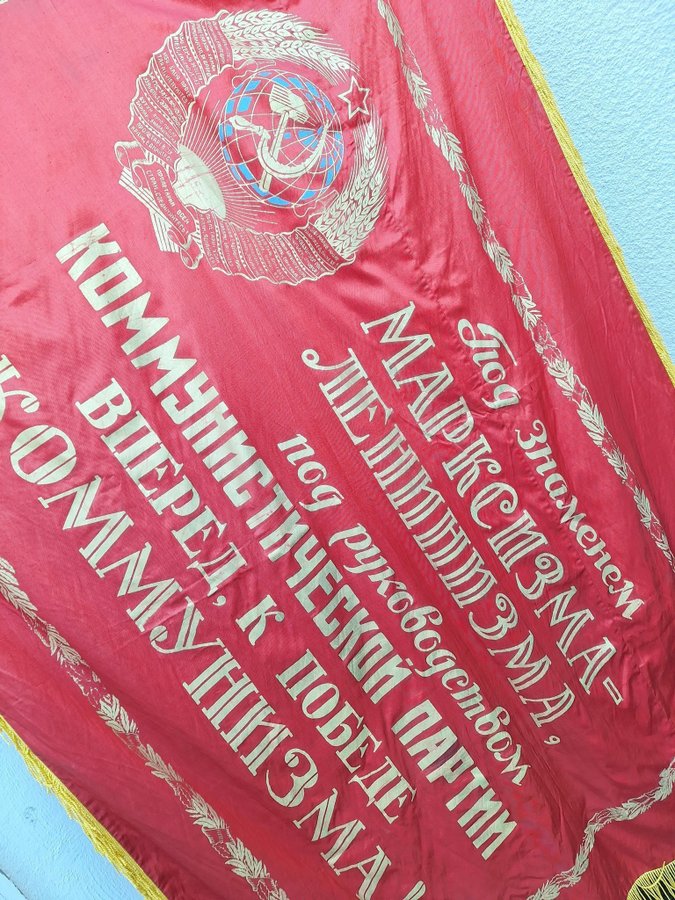 Под знаменем
МАРКСИЗМА-
ЛЕНИНИЗМА,
под руководством
КОММУНИСТИЧЕСКОЙ ПАРТИИ
ВПЕРЕД, К ПОБЕДЕ
КОММУНИЗМА!